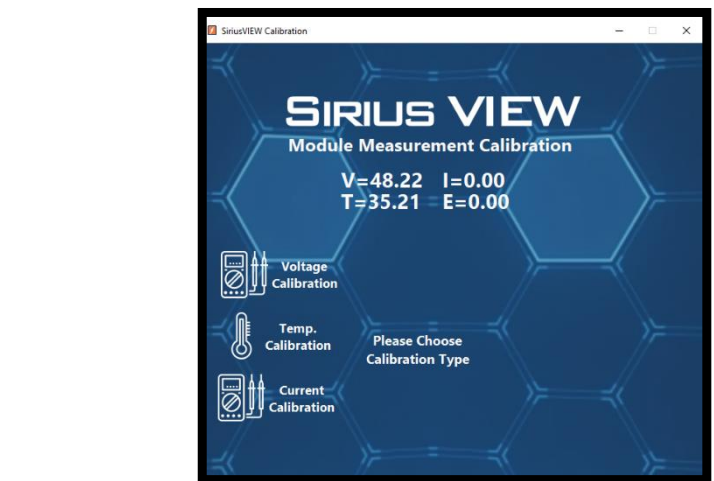 SiriusVIEW Calibration
SIRIUS VIEW
Module Measurement Calibration
V=48.22 I=0.00
T=35.21 E=0.00
Voltage
Calibration
Temp.
Calibration
Please Choose
Calibration Type
Current
Calibration